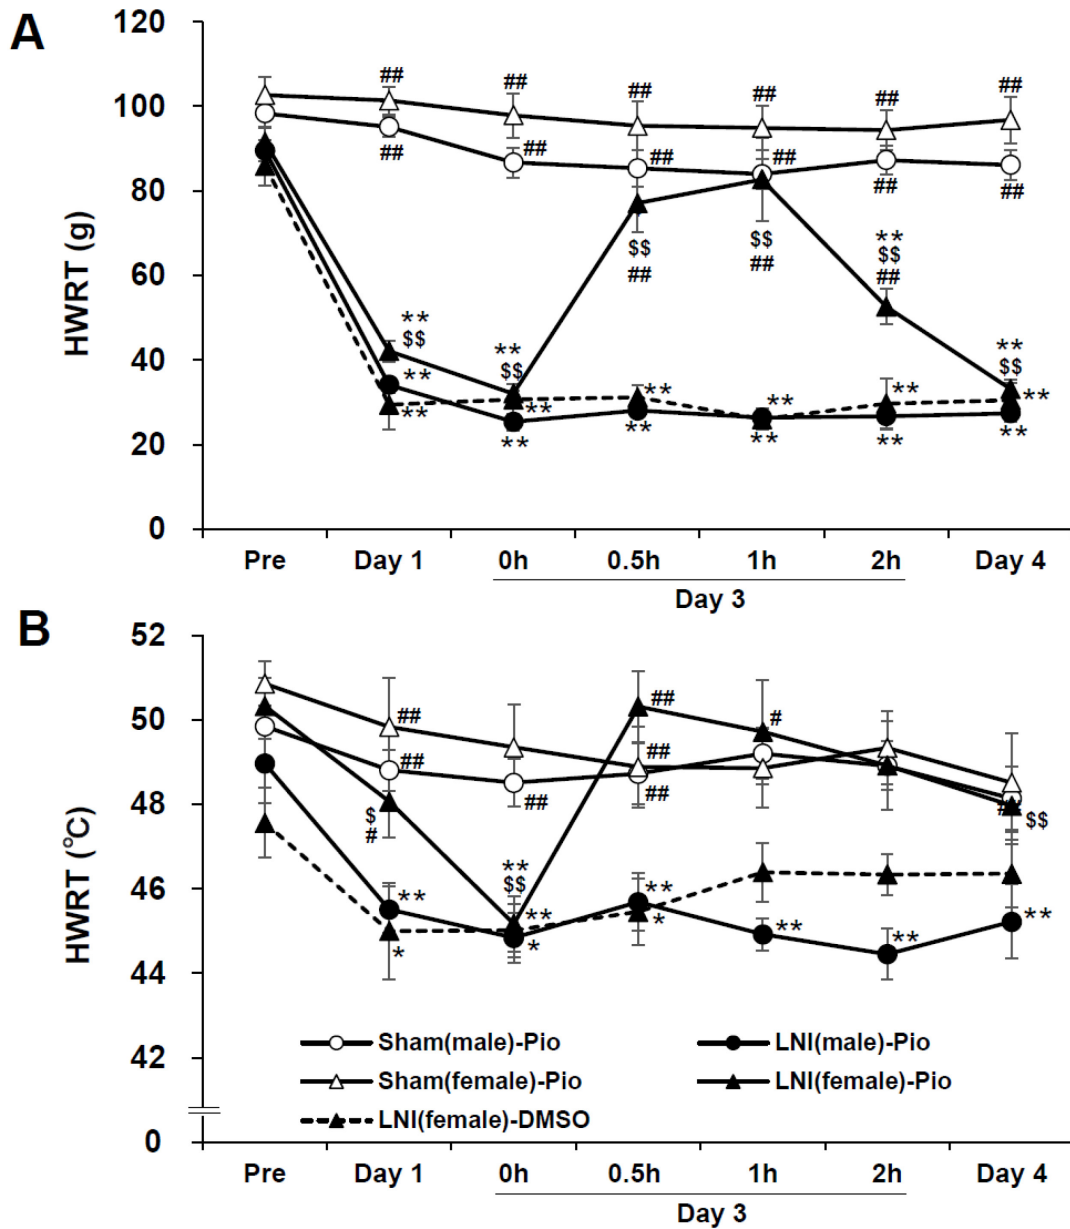 A
HWRT (g)
120
100
80
60
40
20
0
## ## ## ## ## ## ##
## ## ## ## ## ##
** $$ ** ** ** $$ ** ** $$ ## ** ** $$ ## ** ** ** $$ ## ** ** ** $$ ** **
Pre Day 1 0h 0.5h 1h 2h Day 4
Day 3
B
HWRT (°C)
52
50
48
46
44
42
0
## ## $ # ** * ## ** $$ ** * ## ## ## ** * # ** ** $$ **
Sham(male)-Pio LNI(male)-Pio
Sham(female)-Pio LNI(female)-Pio
LNI(female)-DMSO
Pre Day 1 0h 0.5h 1h 2h Day 4
Day 3